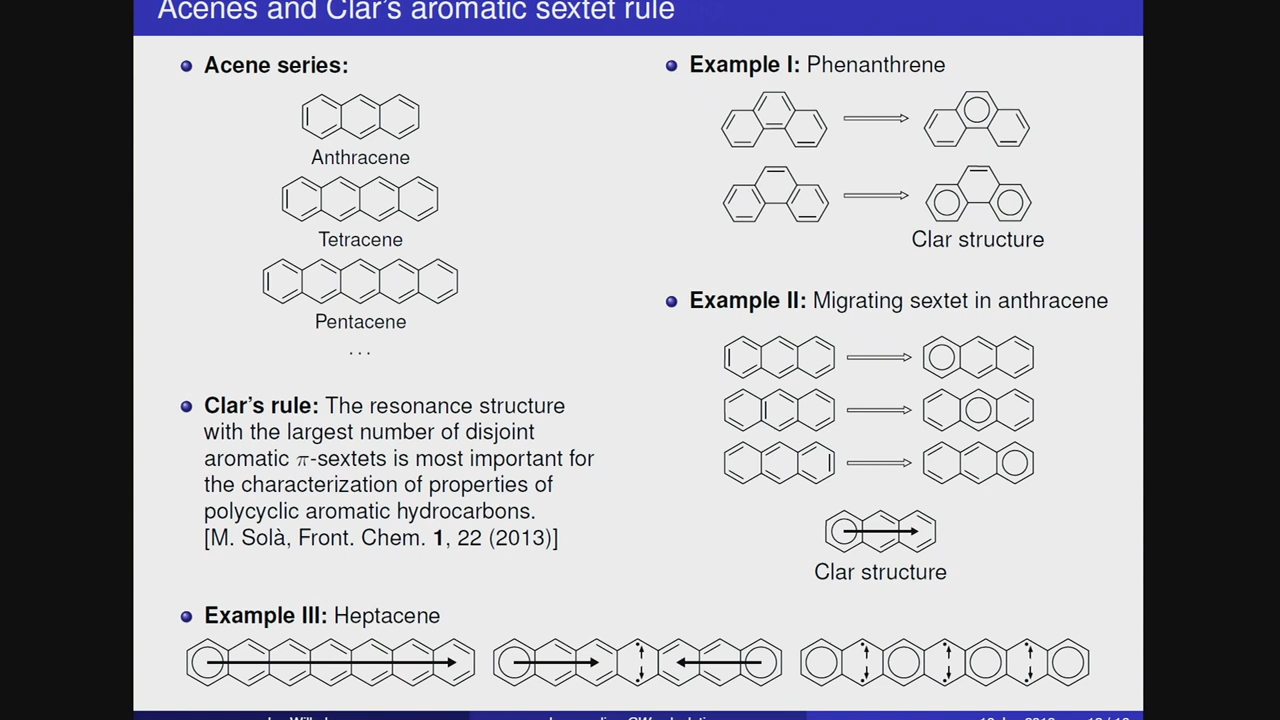 Acenes and Clar's aromatic sextet rule
Acene series:
Anthracene
Tetracene
Pentacene
...
Clar's rule: The resonance structure
with the largest number of disjoint
aromatic π-sextets is most important for
the characterization of properties of
polycyclic aromatic hydrocarbons.
[M. Solà, Front. Chem. 1, 22 (2013)]
Example I: Phenanthrene
Clar structure
Example II: Migrating sextet in anthracene
Clar structure
Example III: Heptacene